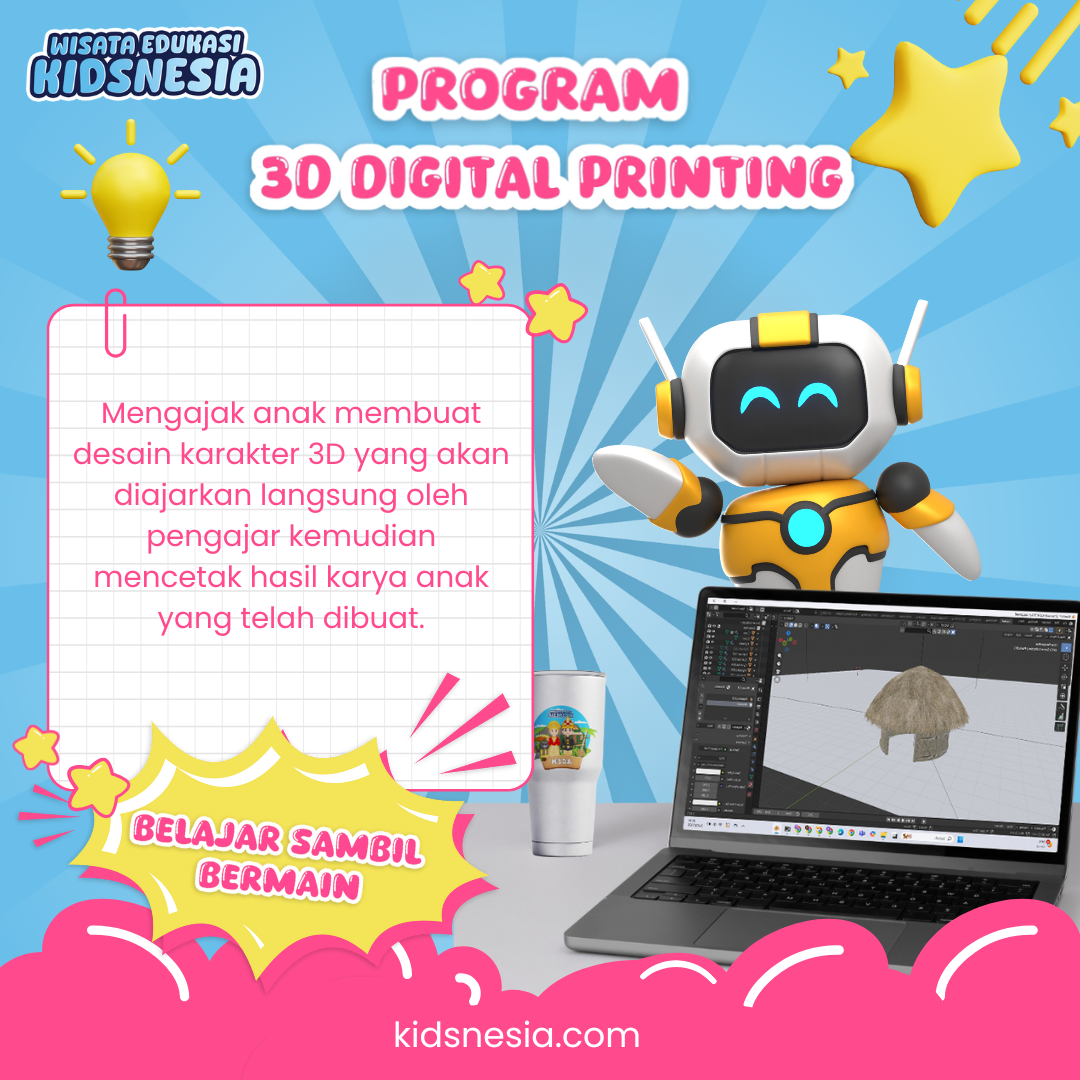 WISATA EDUKASI
KIDSNESIA
PROGRAM
3D DIGITAL PRINTING
Mengajak anak membuat
desain karakter 3D yang akan
diajarkan langsung oleh
pengajar kemudian
mencetak hasil karya anak
yang telah dibuat.
BELAJAR SAMBIL
BERMAIN
kidsnesia.com